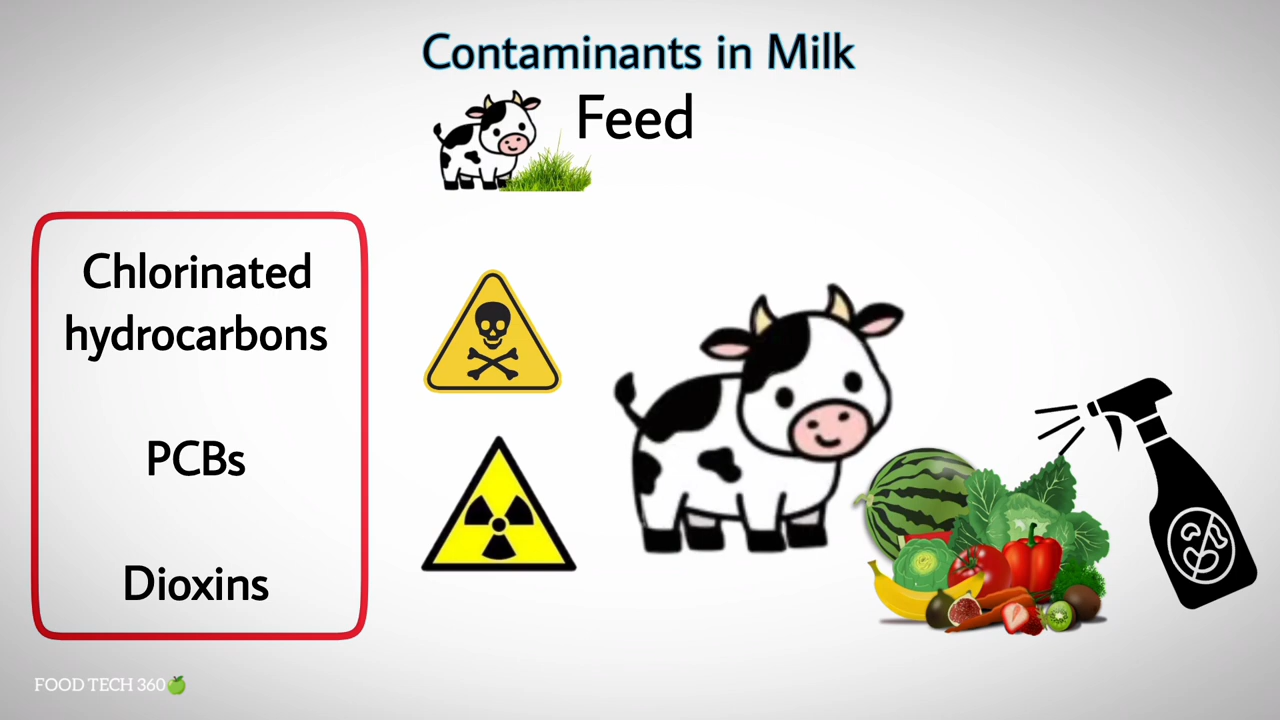 Contaminants in Milk
Feed
Chlorinated
hydrocarbons
PCBs
Dioxins
FOOD TECH 360